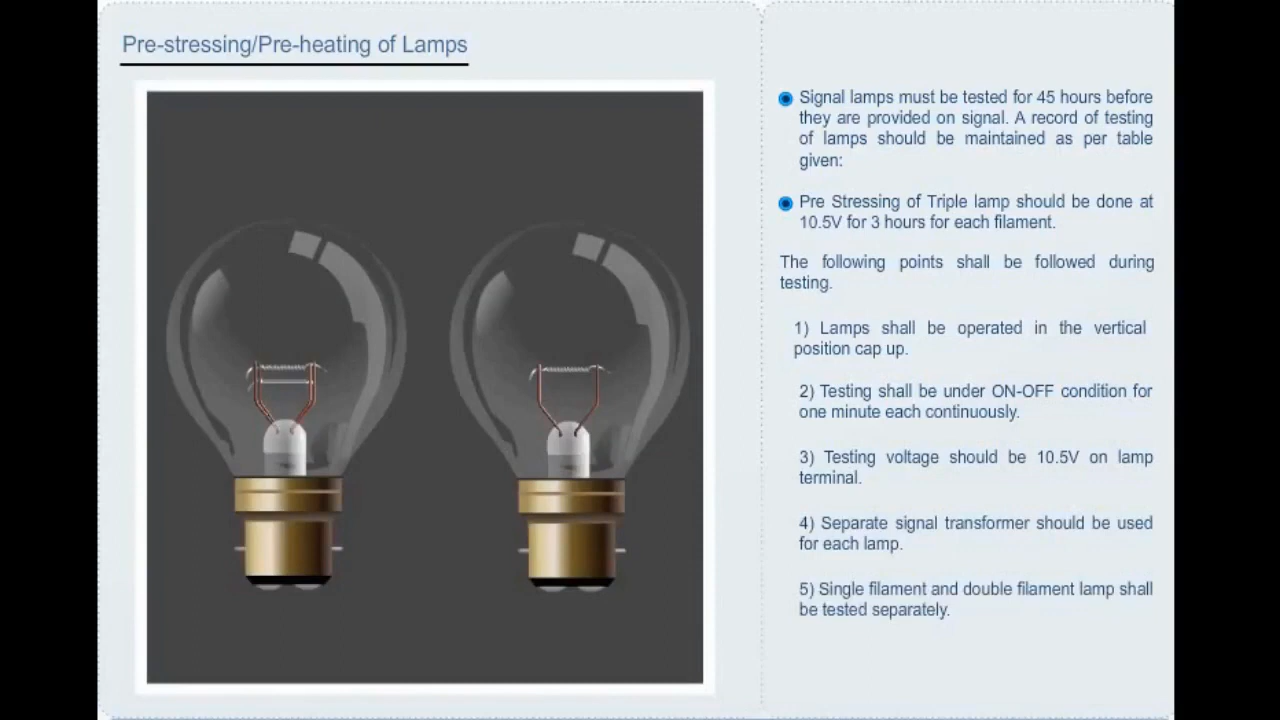 Pre-stressing/Pre-heating of Lamps
Signal lamps must be tested for 45 hours before
they are provided on signal. A record of testing
of lamps should be maintained as per table
given:
Pre Stressing of Triple lamp should be done at
10.5V for 3 hours for each filament.
The following points shall be followed during
testing.
1) Lamps shall be operated in the vertical
position cap up.
2) Testing shall be under ON-OFF condition for
one minute each continuously.
3) Testing voltage should be 10.5V on lamp
terminal.
4) Separate signal transformer should be used
for each lamp.
5) Single filament and double filament lamp shall
be tested separately.